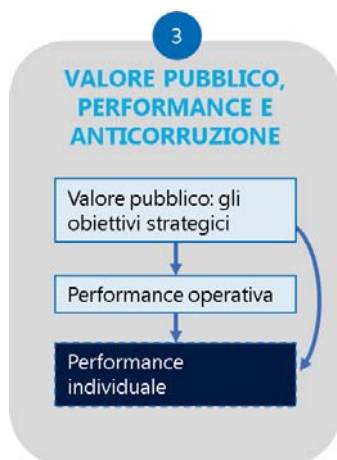 3
VALORE PUBBLICO,
PERFORMANCE E
ANTICORRUZIONE
Valore pubblico: gli
obiettivi strategici
Performance operativa
Performance
individuale